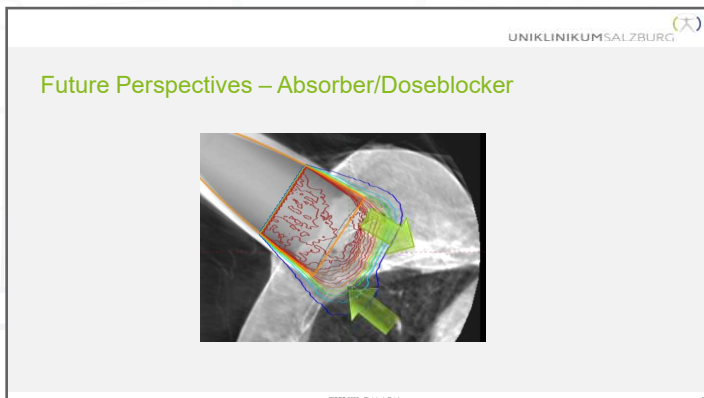 UNIKLINIKUMSALZBURG
Future Perspectives – Absorber/Doseblocker